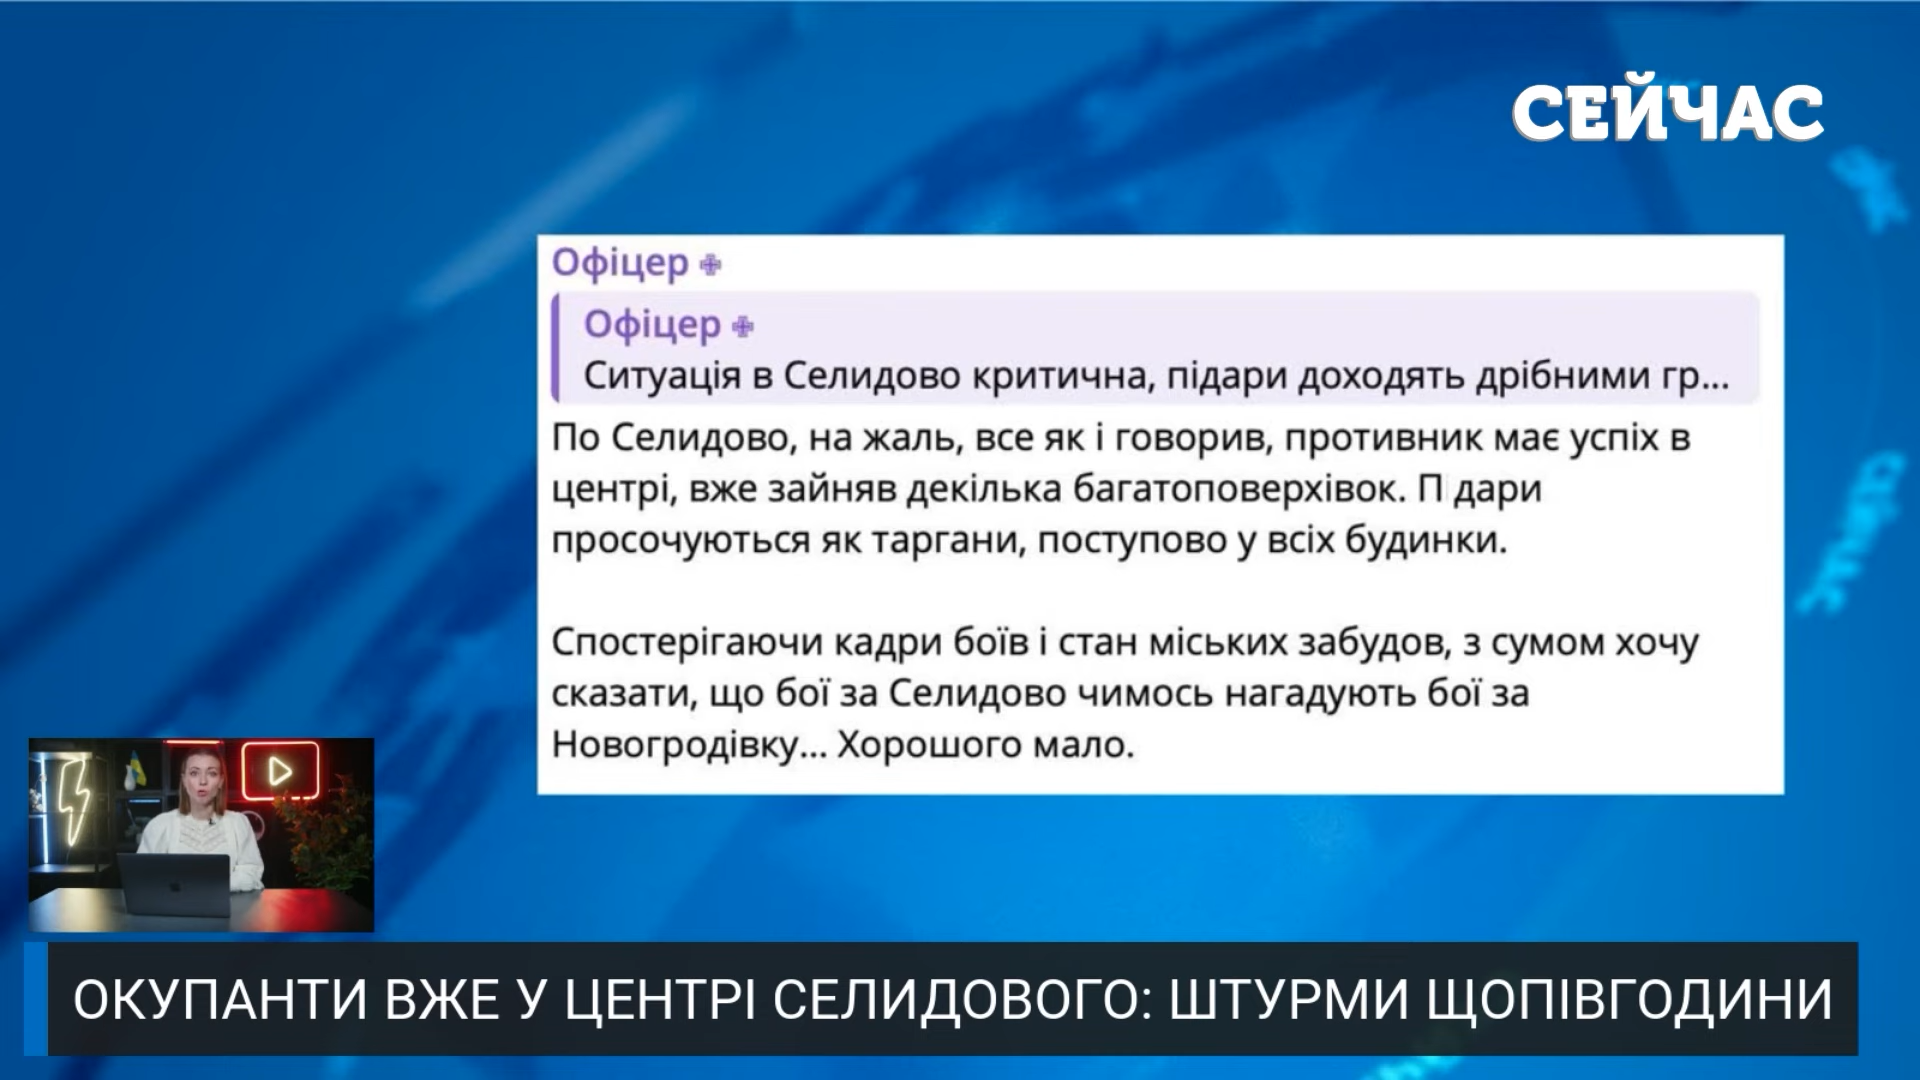 СЕЙЧАС
Офіцер
Офіцер
Ситуація в Селидово критична, підари доходять дрібними гр...
По Селидово, на жаль, все як і говорив, противник має успіх в
центрі, вже зайняв декілька багатоповерхівок. П дари
просочуються як таргани, поступово у всіх будинки.
Спостерігаючи кадри боїв і стан міських забудов, з сумом хочу
сказати, що бої за Селидово чимось нагадують бої за
Новогродівку... Хорошого мало.
ОКУПАНТИ ВЖЕ У ЦЕНТРІ СЕЛИДОВОГО: ШТУРМИ ЩОПІВГОДИНИ